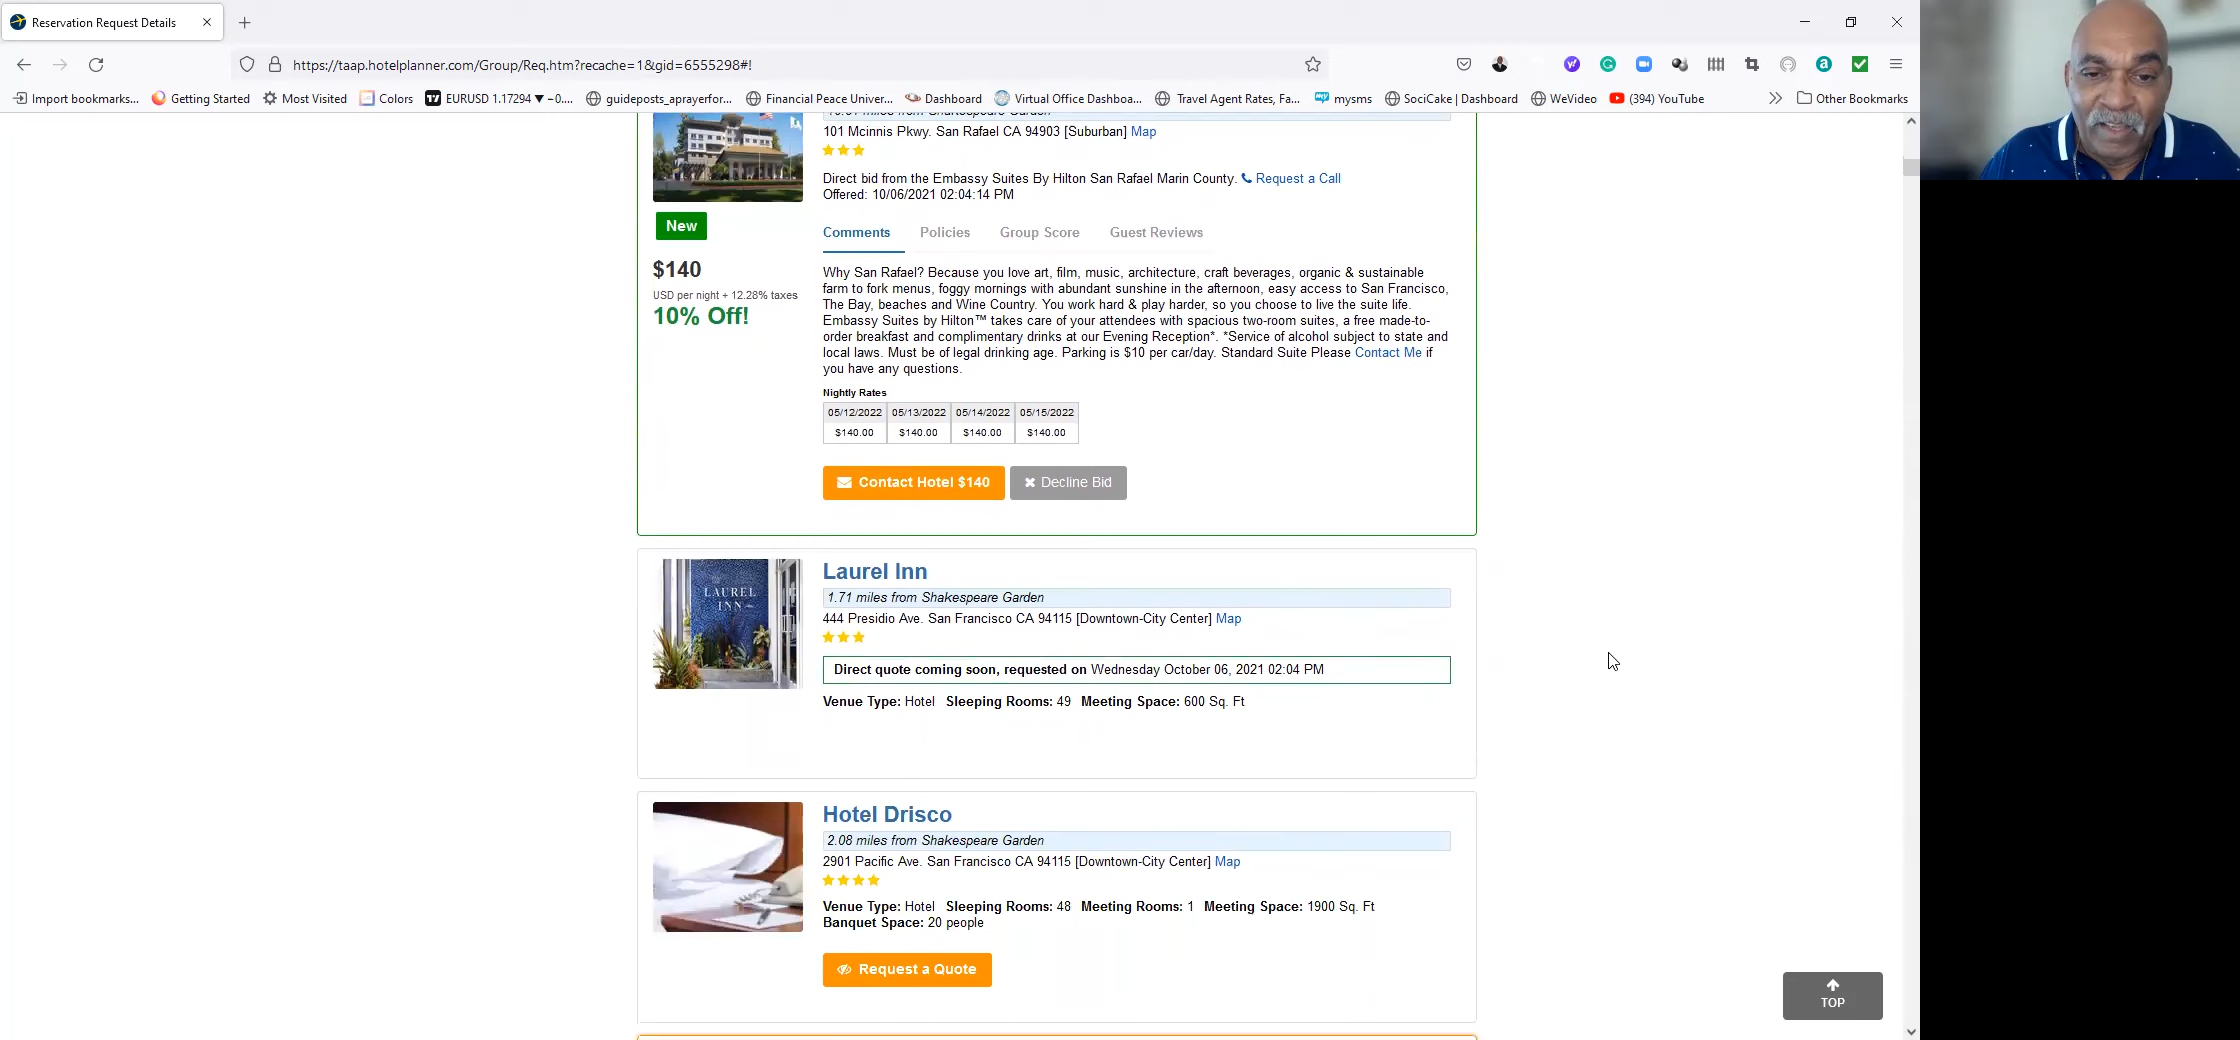 Reservation Request Details
https://taap.hotelplanner.com/Group/Req.htm?recache=1&gid=6555298#!
Import bookmarks... Getting Started Most Visited Colors EURUSD 1.17294 ▼ −0.... guideposts_aprayerfor... Financial Peace Univer... Dashboard Virtual Office Dashboa... Travel Agent Rates, Fa... mysms SociCake | Dashboard WeVideo (394) YouTube Other Bookmarks
101 Mcinnis Pkwy. San Rafael CA 94903 [Suburban] Map
Direct bid from the Embassy Suites By Hilton San Rafael Marin County. Request a Call
Offered: 10/06/2021 02:04:14 PM
New
$140
USD per night + 12.28% taxes
10% Off!
Comments Policies Group Score Guest Reviews
Why San Rafael? Because you love art, film, music, architecture, craft beverages, organic & sustainable
farm to fork menus, foggy mornings with abundant sunshine in the afternoon, easy access to San Francisco,
The Bay, beaches and Wine Country. You work hard & play harder, so you choose to live the suite life.
Embassy Suites by Hilton™ takes care of your attendees with spacious two-room suites, a free made-to-
order breakfast and complimentary drinks at our Evening Reception*. *Service of alcohol subject to state and
local laws. Must be of legal drinking age. Parking is $10 per car/day. Standard Suite Please Contact Me if
you have any questions.
Nightly Rates
05/12/2022 05/13/2022 05/14/2022 05/15/2022
$140.00 $140.00 $140.00 $140.00
Contact Hotel $140 Decline Bid
LAUREL
INN
Laurel Inn
1.71 miles from Shakespeare Garden
444 Presidio Ave. San Francisco CA 94115 [Downtown-City Center] Map
Direct quote coming soon, requested on Wednesday October 06, 2021 02:04 PM
Venue Type: Hotel Sleeping Rooms: 49 Meeting Space: 600 Sq. Ft
Hotel Drisco
2.08 miles from Shakespeare Garden
2901 Pacific Ave. San Francisco CA 94115 [Downtown-City Center] Map
Venue Type: Hotel Sleeping Rooms: 48 Meeting Rooms: 1 Meeting Space: 1900 Sq. Ft
Banquet Space: 20 people
Request a Quote
TOP